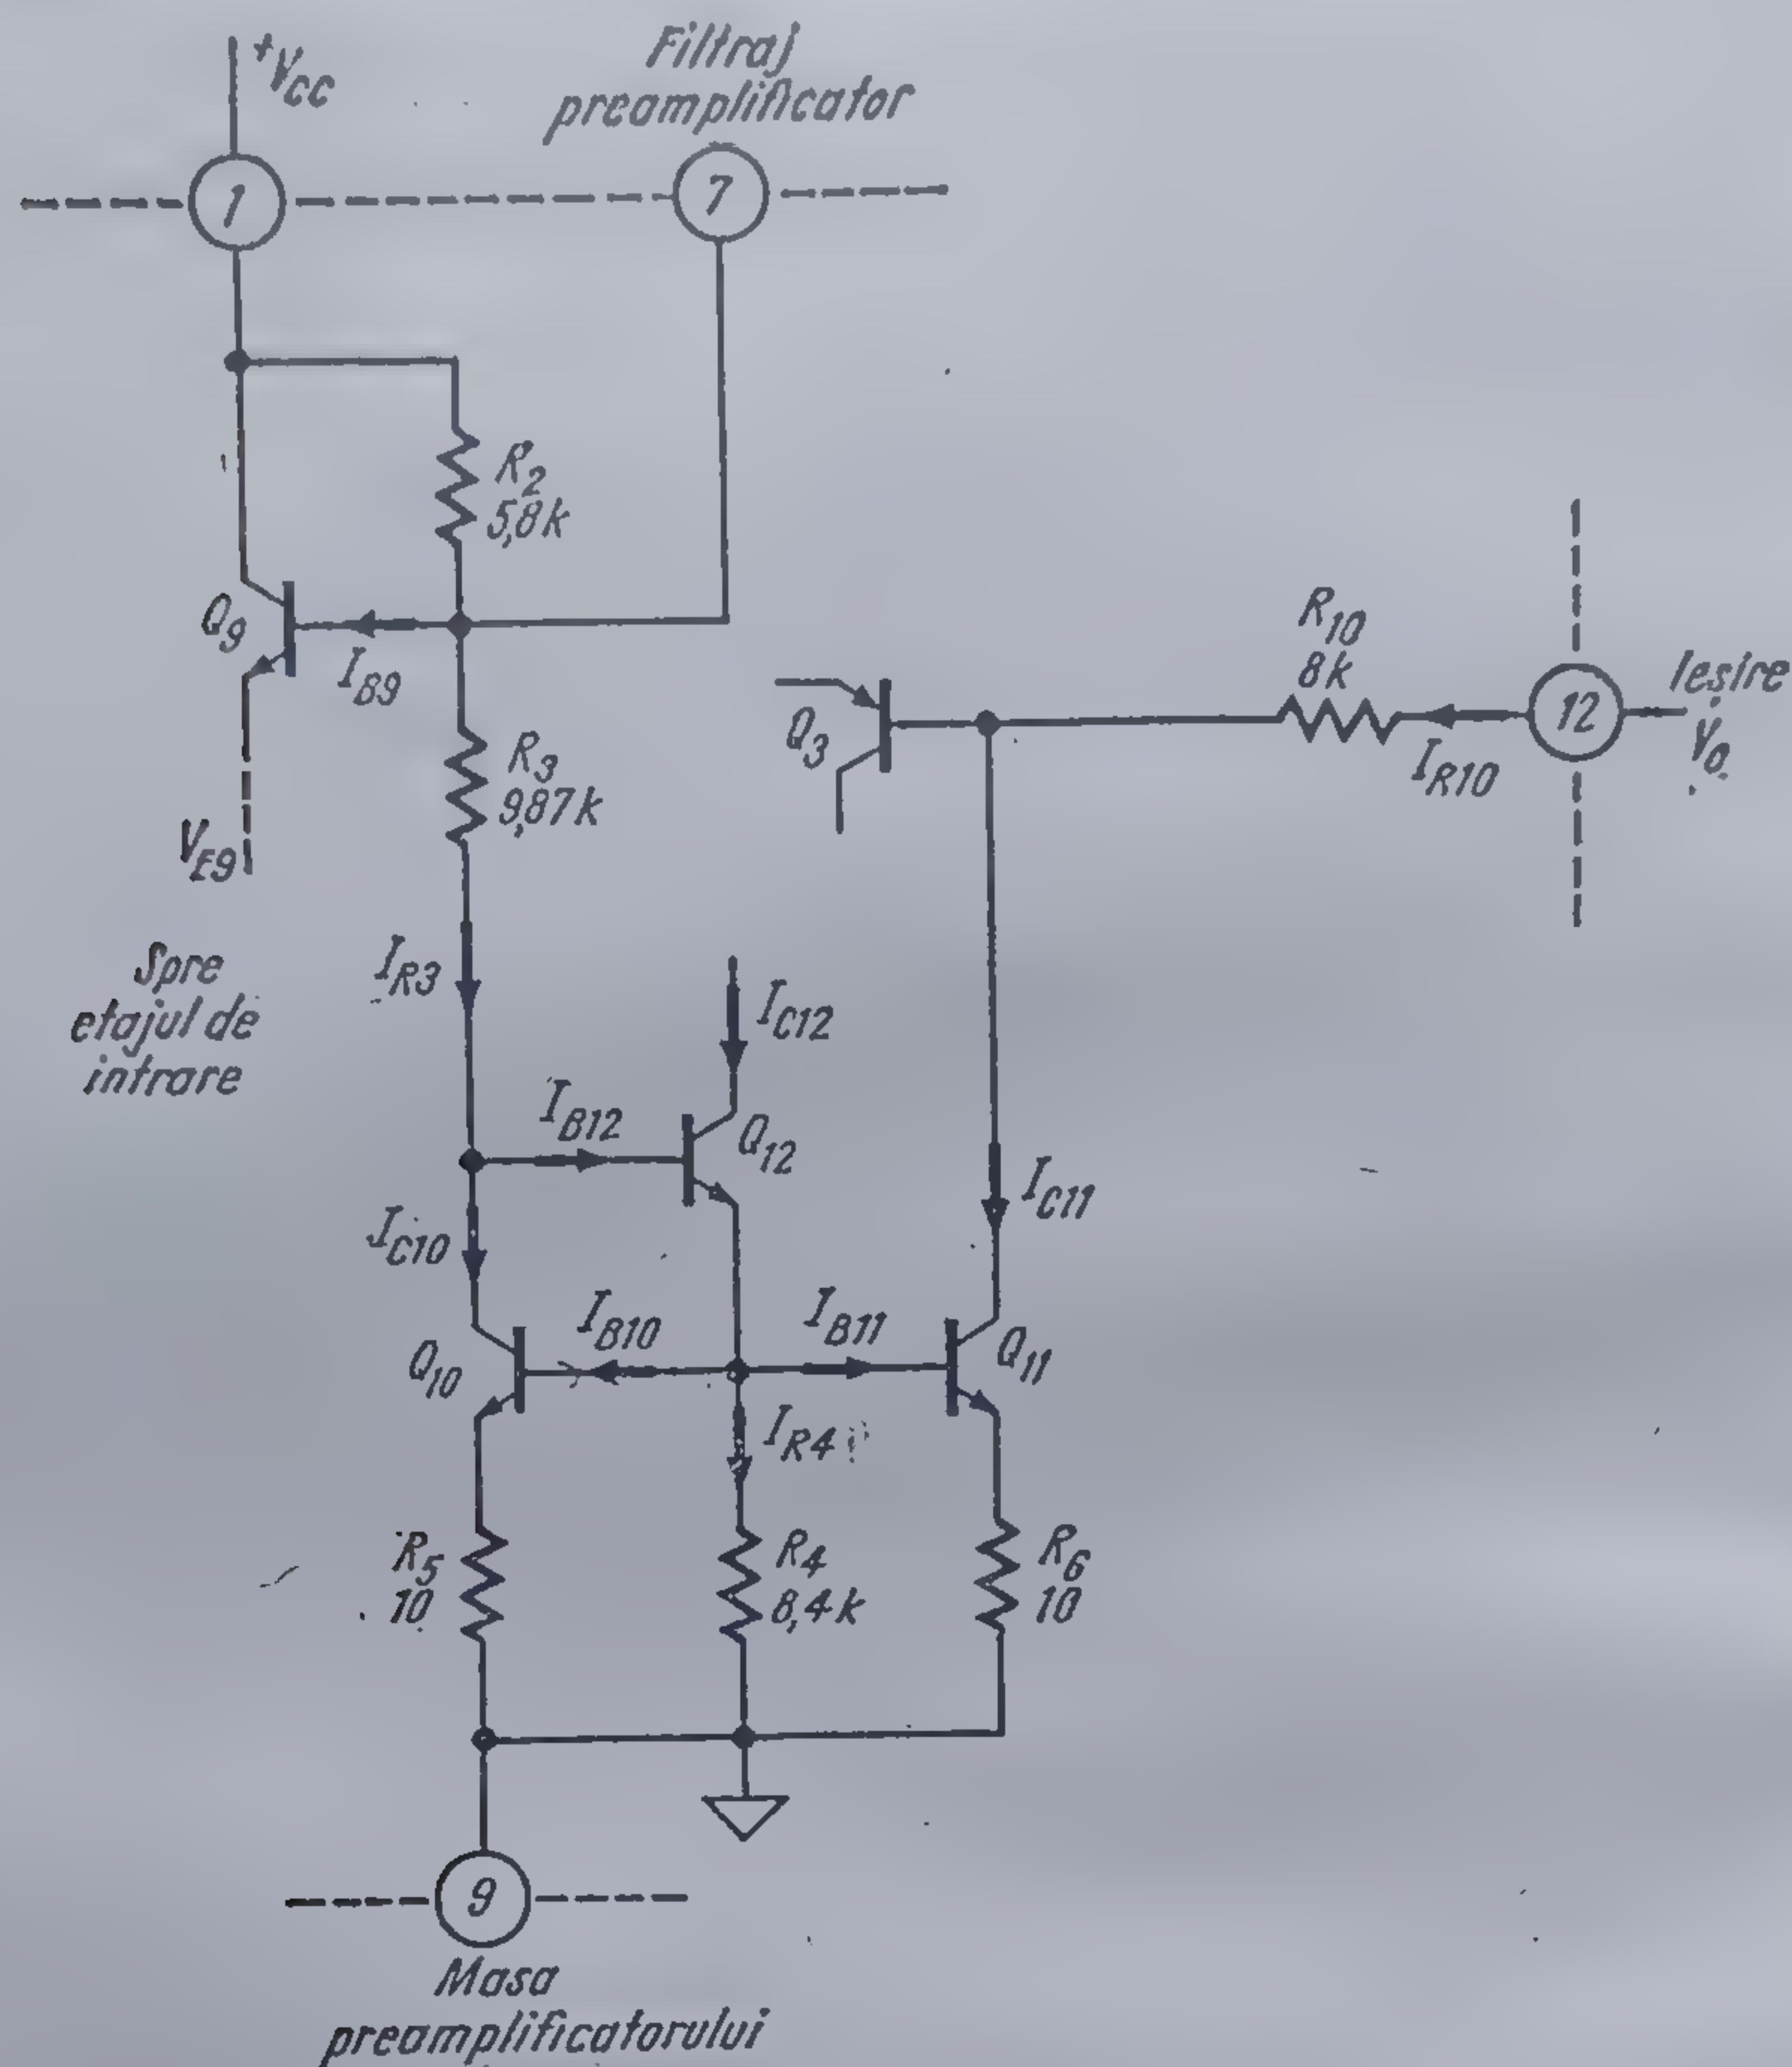 +VCC
Filtraj
preamplificator
1
7
R2
5,8k
Q9
IB9
R3
9,87k
VE9
Q3
R10
8k
12
Ieșire
V0
IR10
Spre
etajul de
intrare
IR3
IC12
IB12
Q12
IC10
IC11
IB10
IB11
Q10
Q11
IR4
R5
10
R4
8,4k
R6
10
9
Masa
preamplificatorului